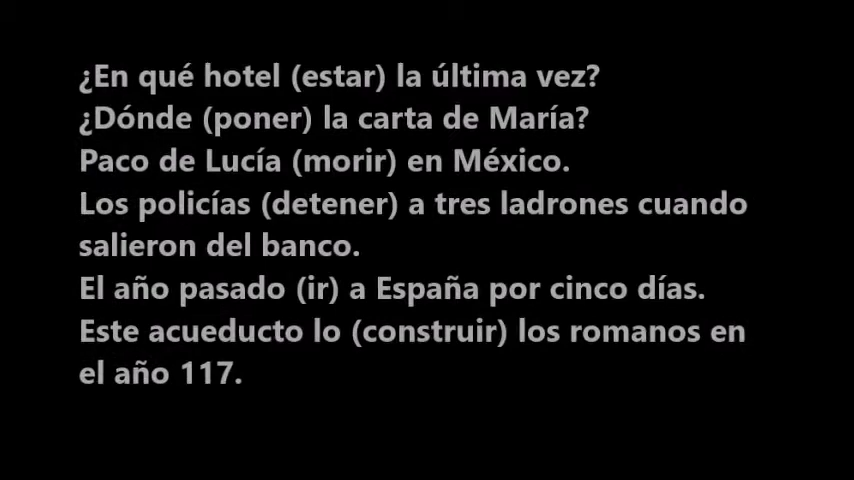 ¿En qué hotel (estar) la última vez?
¿Dónde (poner) la carta de María?
Paco de Lucía (morir) en México.
Los policías (detener) a tres ladrones cuando
salieron del banco.
El año pasado (ir) a España por cinco días.
Este acueducto lo (construir) los romanos en
el año 117.